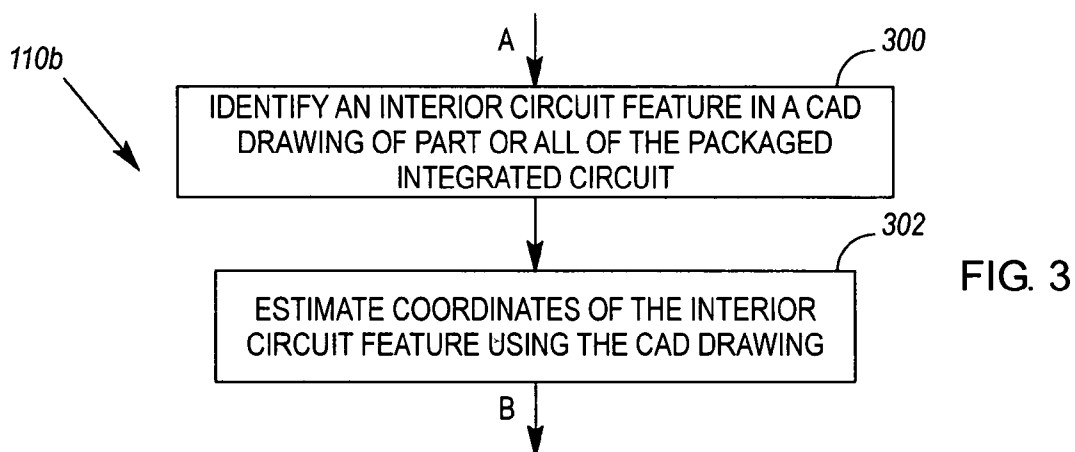 110b
A
300
IDENTIFY AN INTERIOR CIRCUIT FEATURE IN A CAD
DRAWING OF PART OR ALL OF THE PACKAGED
INTEGRATED CIRCUIT
302
ESTIMATE COORDINATES OF THE INTERIOR
CIRCUIT FEATURE USING THE CAD DRAWING
FIG. 3
B